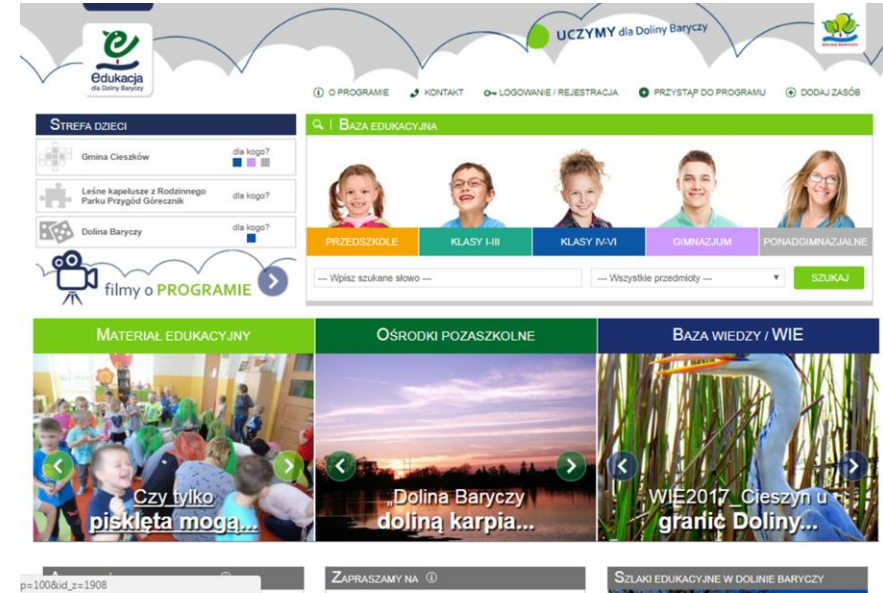 edukacja
dla Doliny Baryczy
UCZYMY dla Doliny Baryczy
DOLINA BARYCZY
O PROGRAMIE
KONTAKT
LOGOWANIE / REJESTRACJA
PRZYSTĄP DO PROGRAMU
DODAJ ZASÓB
STREFA DZIECI
Gmina Cieszków
dla kogo?
Leśne kapelusze z Rodzinnego
Parku Przygód Górecznik
dla kogo?
Dolina Baryczy
dla kogo?
filmy o PROGRAMIE
BAZA EDUKACYJNA
PRZEDSZKOLE
KLASY I-III
KLASY IV-VI
GIMNAZJUM
PONADGIMNAZJALNE
--- Wpisz szukane słowo ---
--- Wszystkie przedmioty ---
SZUKAJ
MATERIAŁ EDUKACYJNY
Czy tylko
pisklęta mogą...
OŚRODKI POZASZKOLNE
„Dolina Baryczy
doliną karpia...
BAZA WIEDZY / WIE
WIE2017_Cieszyn u
granic Doliny...
p=100&id_z=1908
ZAPRASZAMY NA
SZLAKI EDUKACYJNE W DOLINIE BARYCZY